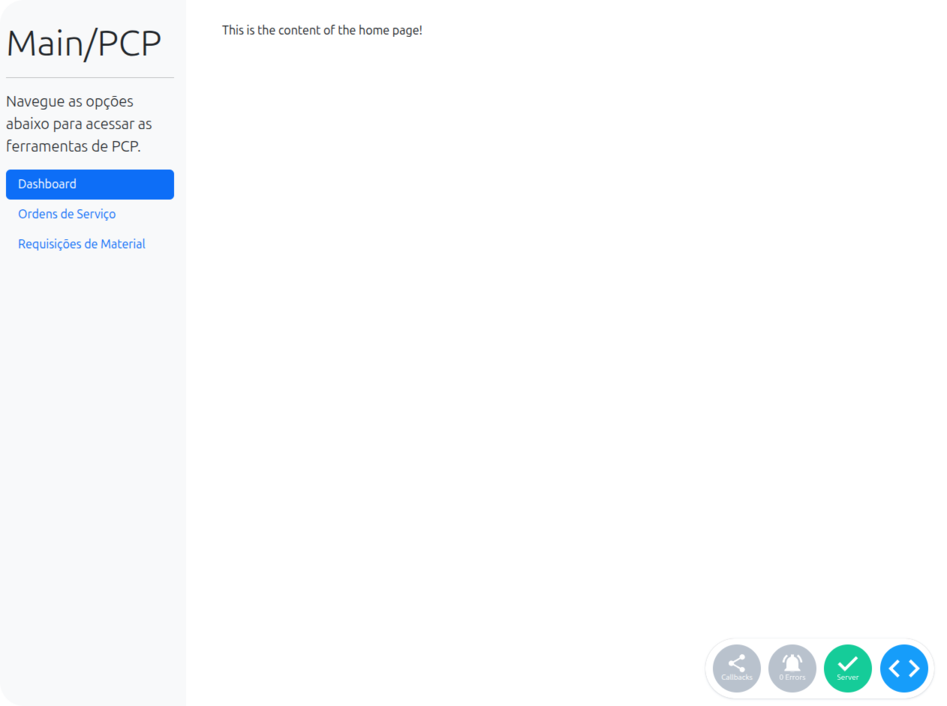 Main/PCP
This is the content of the home page!
Navegue as opções
abaixo para acessar as
ferramentas de PCP.
Dashboard
Ordens de Serviço
Requisições de Material
Callbacks
0 Errors
Server